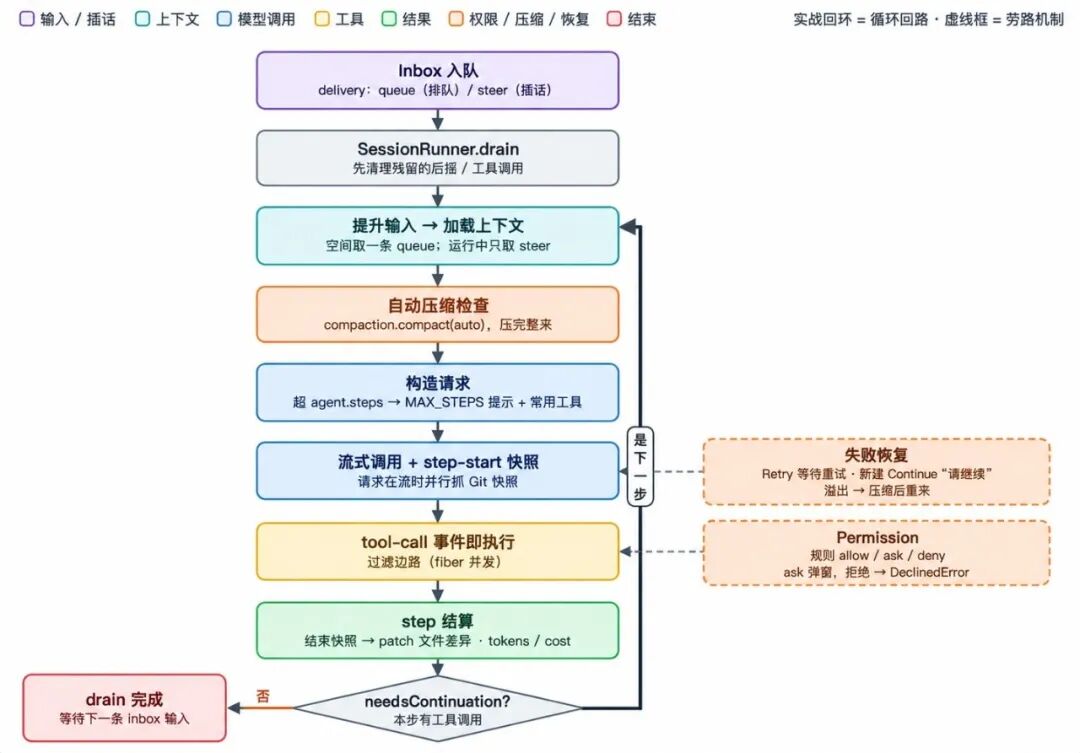 输入 / 插话
上下文
模型调用
工具
结果
权限 / 压缩 / 恢复
结束
实战回环 = 循环回路 · 虚线框 = 劳路机制
Inbox 入队
delivery：queue（排队）/ steer（插话）
SessionRunner.drain
先清理残留的后摇 / 工具调用
提升输入 → 加载上下文
空间取一条 queue；运行中只取 steer
自动压缩检查
compaction.compact(auto)，压完整来
构造请求
超 agent.steps → MAX_STEPS 提示 + 常用工具
流式调用 + step-start 快照
请求在流时并行抓 Git 快照
是
下
一
步
失败恢复
Retry 等待重试 · 新建 Continue “请继续”
溢出 → 压缩后重来
tool-call 事件即执行
过滤边路（fiber 并发）
Permission
规则 allow / ask / deny
ask 弹窗，拒绝 → DeclinedError
step 结算
结束快照 → patch 文件差异 · tokens / cost
needsContinuation?
本步有工具调用
否
drain 完成
等待下一条 inbox 输入